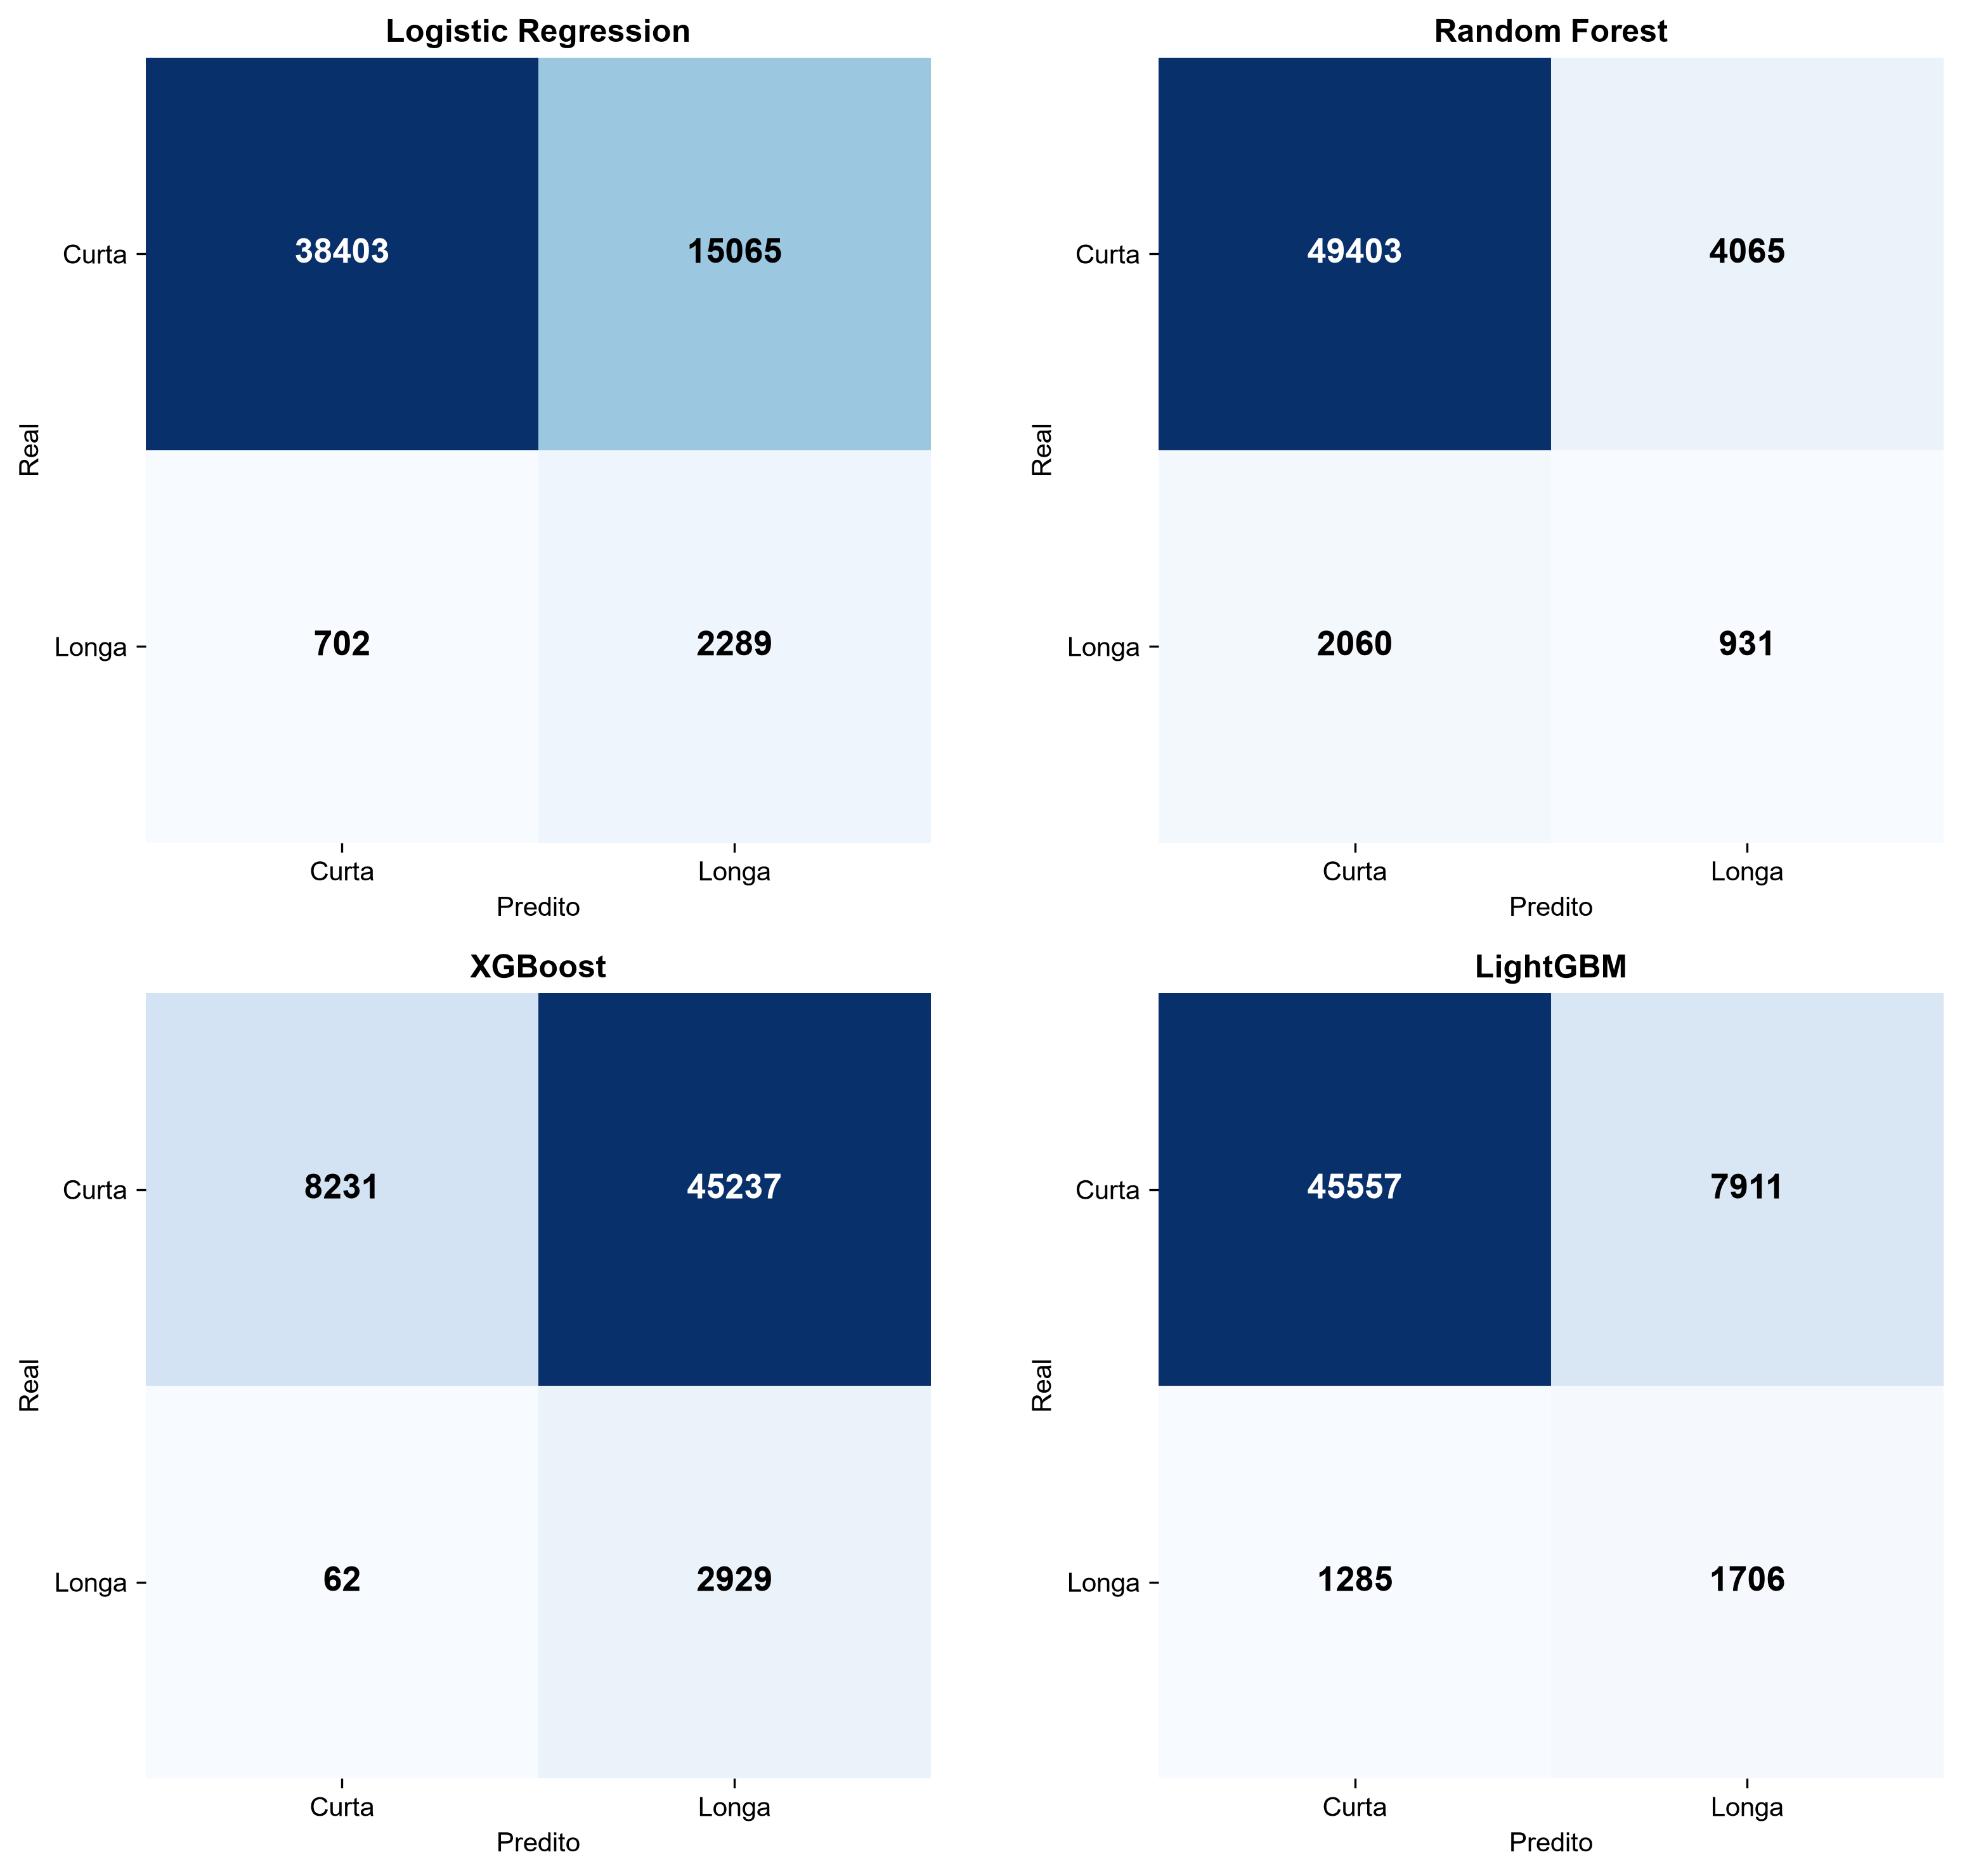 Logistic Regression
Curta
38403
15065
Longa
702
2289
Real
Curta
Longa
Predito
Random Forest
Curta
49403
4065
Longa
2060
931
Real
Curta
Longa
Predito
XGBoost
Curta
8231
45237
Longa
62
2929
Real
Curta
Longa
Predito
LightGBM
Curta
45557
7911
Longa
1285
1706
Real
Curta
Longa
Predito